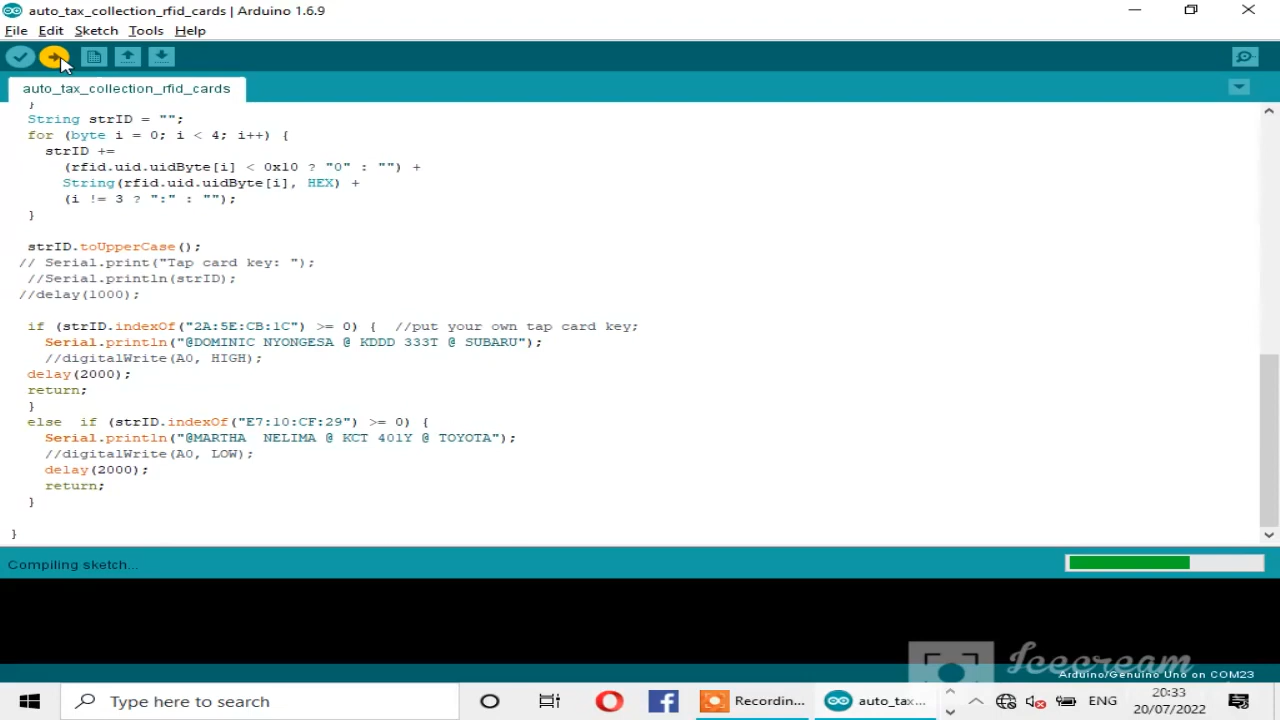 auto_tax_collection_rfid_cards | Arduino 1.6.9
File Edit Sketch Tools Help
auto_tax_collection_rfid_cards
}
String strID = "";
for (byte i = 0; i < 4; i++) {
strID +=
(rfid.uid.uidByte[i] < 0x10 ? "0" : "") +
String(rfid.uid.uidByte[i], HEX) +
(i != 3 ? ":" : "");
}
strID.toUpperCase();
// Serial.print("Tap card key: ");
//Serial.println(strID);
//delay(1000);
if (strID.indexOf("2A:5E:CB:1C") >= 0) { //put your own tap card key;
Serial.println("@DOMINIC NYONGESA @ KDDD 333T @ SUBARU");
//digitalWrite(A0, HIGH);
delay(2000);
return;
}
else if (strID.indexOf("E7:10:CF:29") >= 0) {
Serial.println("@MARTHA  NELIMA @ KCT 401Y @ TOYOTA");
//digitalWrite(A0, LOW);
delay(2000);
return;
}
}
Compiling sketch...
Icecream
Arduino/Genuino Uno on COM23
Type here to search
Recordin...
auto_tax...
ENG
20:33
20/07/2022